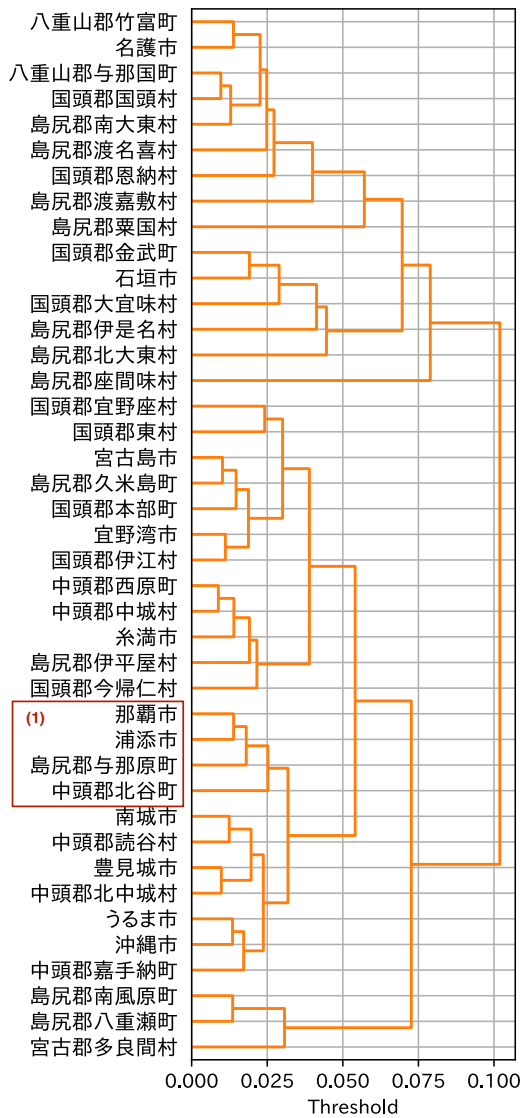 八重山郡竹富町
名護市
八重山郡与那国町
国頭郡国頭村
島尻郡南大東村
島尻郡渡名喜村
国頭郡恩納村
島尻郡渡嘉敷村
島尻郡粟国村
国頭郡金武町
石垣市
国頭郡大宜味村
島尻郡伊是名村
島尻郡北大東村
島尻郡座間味村
国頭郡宜野座村
国頭郡東村
宮古島市
島尻郡久米島町
国頭郡本部町
宜野湾市
国頭郡伊江村
中頭郡西原町
中頭郡中城村
糸満市
島尻郡伊平屋村
国頭郡今帰仁村
(1) 那覇市
浦添市
島尻郡与那原町
中頭郡北谷町
南城市
中頭郡読谷村
豊見城市
中頭郡北中城村
うるま市
沖縄市
中頭郡嘉手納町
島尻郡南風原町
島尻郡八重瀬町
宮古郡多良間村
0.000 0.025 0.050 0.075 0.100
Threshold